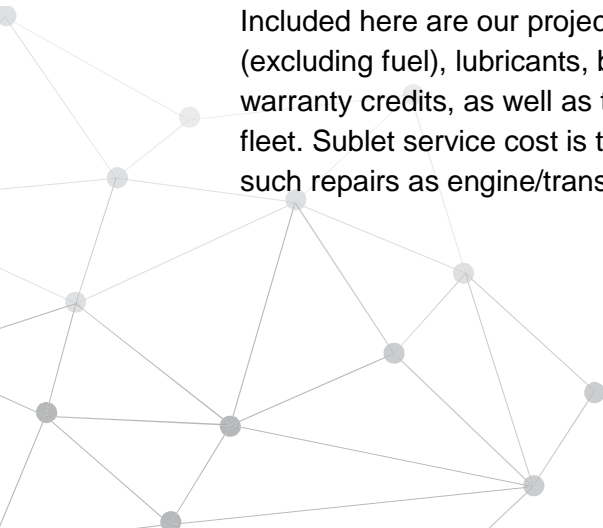 Included here are our projec
(excluding fuel), lubricants, b
warranty credits, as well as t
fleet. Sublet service cost is t
such repairs as engine/trans